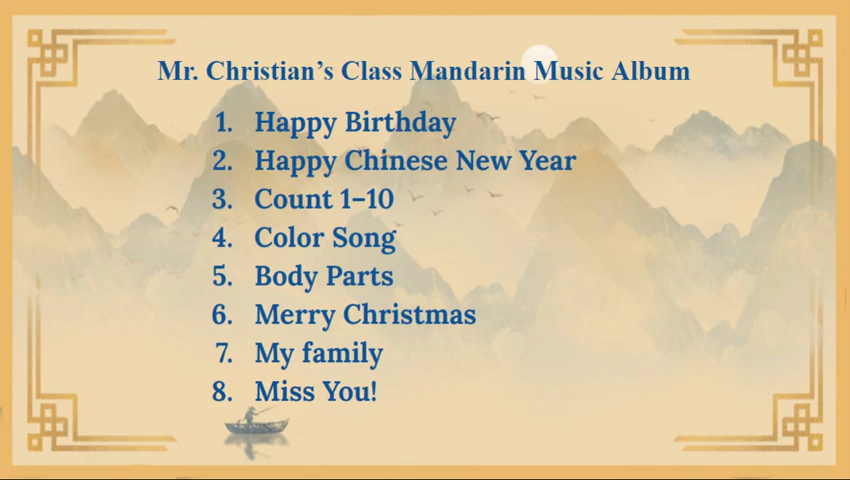 Mr. Christian’s Class Mandarin Music Album
1. Happy Birthday
2. Happy Chinese New Year
3. Count 1–10
4. Color Song
5. Body Parts
6. Merry Christmas
7. My family
8. Miss You!